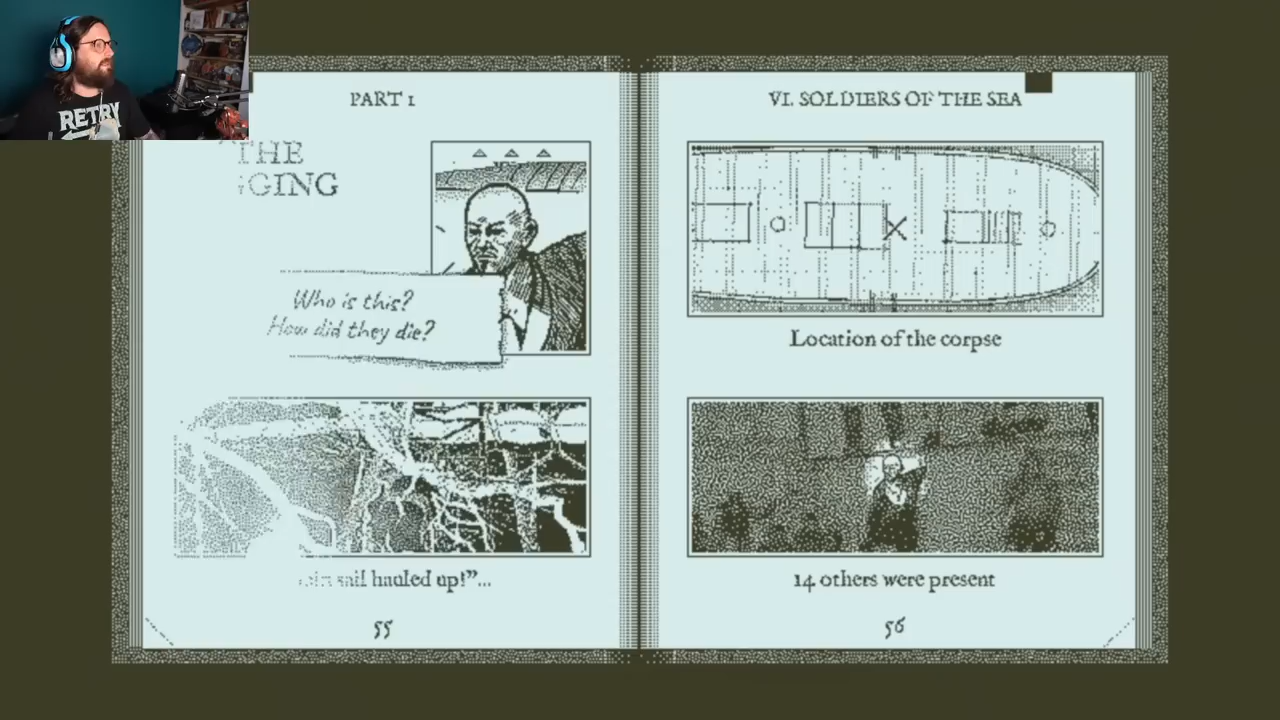 RETRY
PART 1
THE
GING
Who is this?
How did they die?
sail hauled up!”...
55
VI. SOLDIERS OF THE SEA
Location of the corpse
14 others were present
56